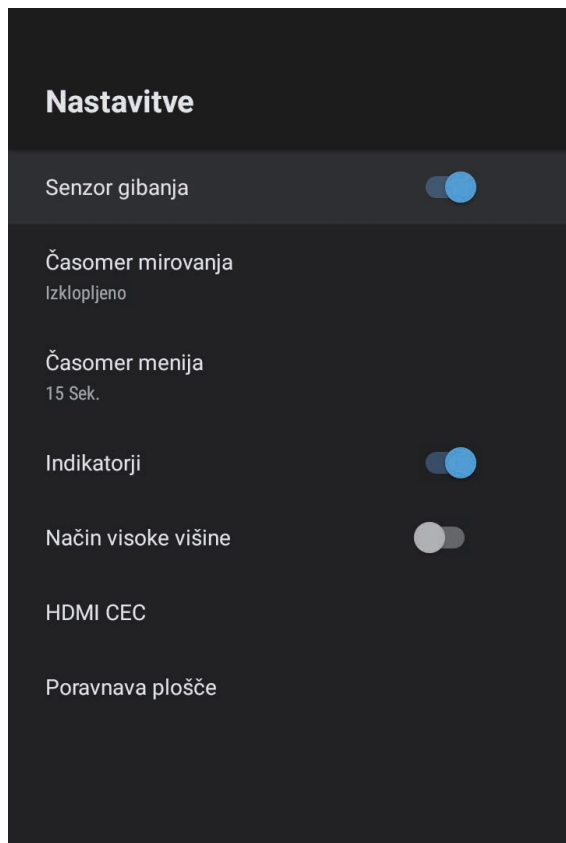 Nastavitve
Senzor gibanja
Časomer mirovanja
Izklopljeno
Časomer menija
15 Sek.
Indikatorji
Način visoke višine
HDMI CEC
Poravnava plošče